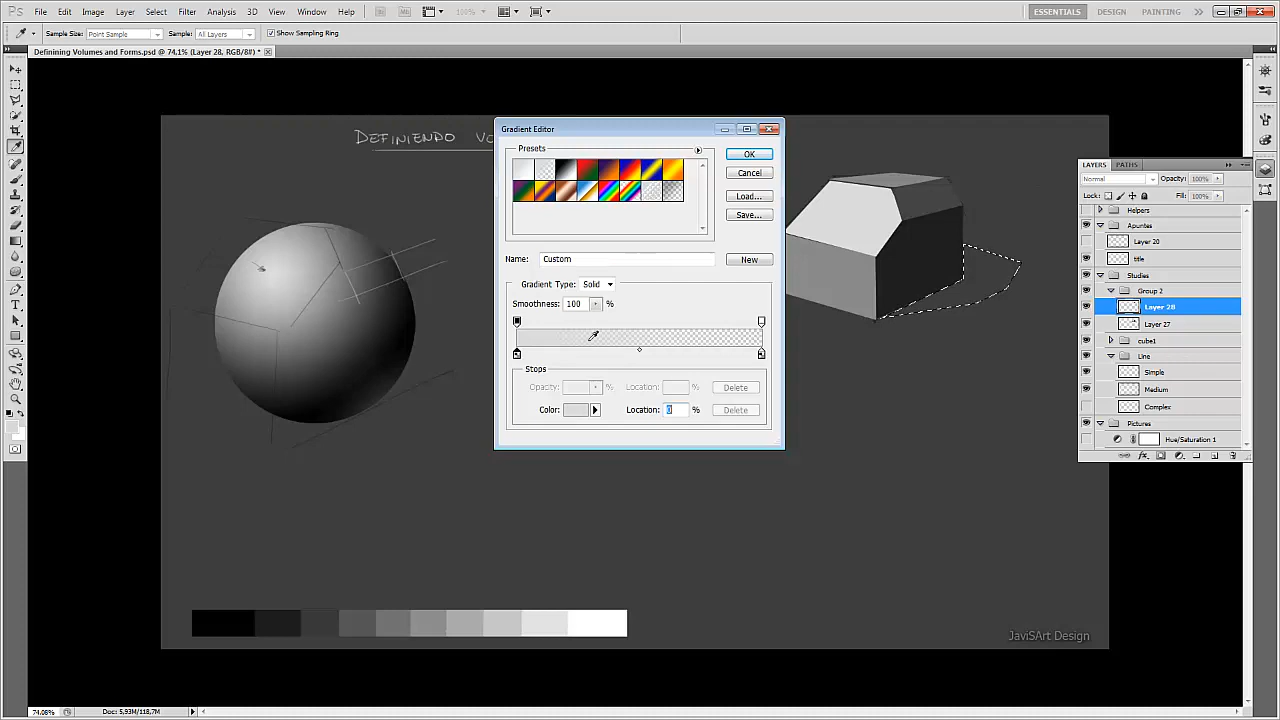 Ps File Edit Image Layer Select Filter Analysis 3D View Window Help Br Mb 100% ESSENTIALS DESIGN PAINTING
Sample Size: Point Sample Sample: All Layers Show Sampling Ring
Definining Volumes and Forms.psd @ 74,1% (Layer 28, RGB/8#) *
DEFINIENDO VO
Gradient Editor
Presets
OK
Cancel
Load...
Save...
Name: Custom New
Gradient Type: Solid
Smoothness: 100 %
Stops
Opacity: % Location: % Delete
Color: Location: 0 % Delete
LAYERS PATHS
Normal Opacity: 100%
Lock: Fill: 100%
Helpers
Apuntes
Layer 20
title
Studies
Group 2
Layer 28
Layer 27
cube1
Line
Simple
Medium
Complex
Pictures
Hue/Saturation 1
JaviSArt Design
74.06% Doc: 5,93M/118,7M